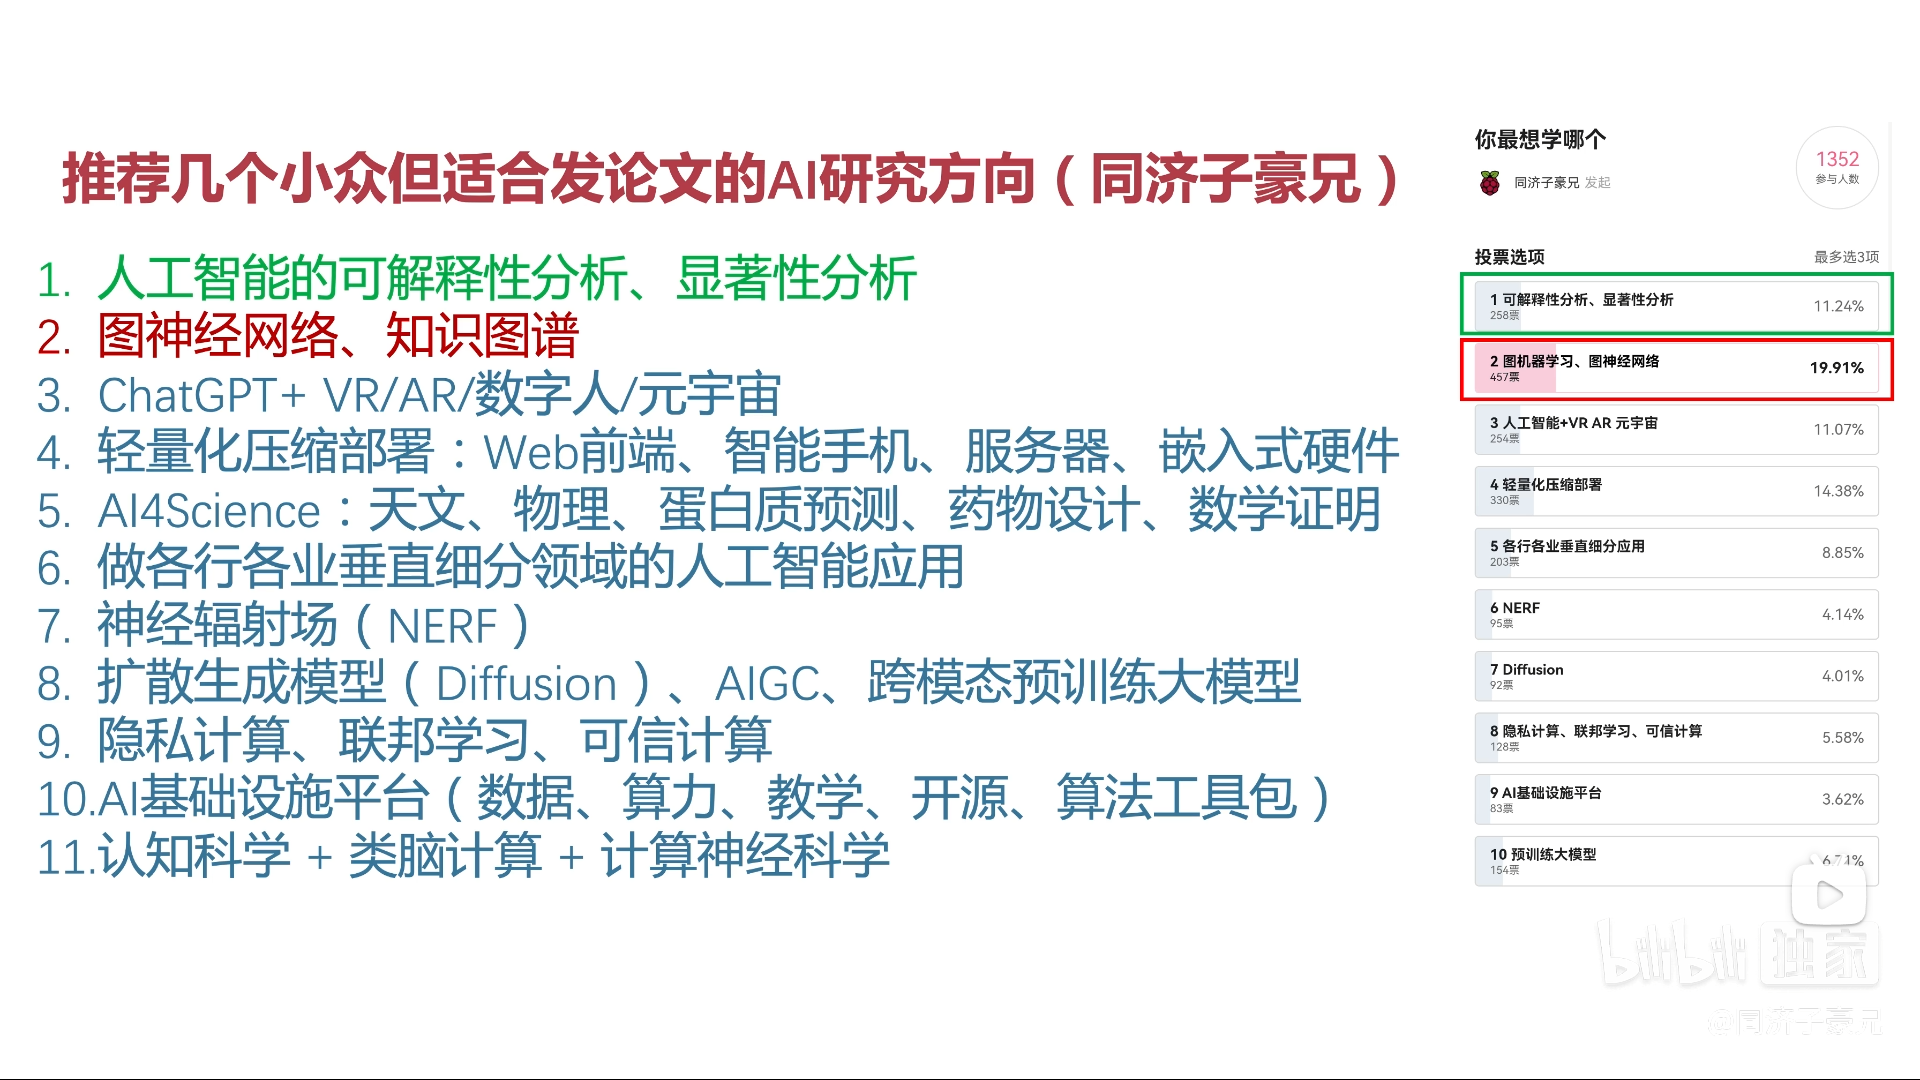 推荐几个小众但适合发论文的AI研究方向（同济子豪兄）
1. 人工智能的可解释性分析、显著性分析
2. 图神经网络、知识图谱
3. ChatGPT+ VR/AR/数字人/元宇宙
4. 轻量化压缩部署：Web前端、智能手机、服务器、嵌入式硬件
5. AI4Science：天文、物理、蛋白质预测、药物设计、数学证明
6. 做各行各业垂直细分领域的人工智能应用
7. 神经辐射场（NERF）
8. 扩散生成模型（Diffusion）、AIGC、跨模态预训练大模型
9. 隐私计算、联邦学习、可信计算
10.AI基础设施平台（数据、算力、教学、开源、算法工具包）
11.认知科学 + 类脑计算 + 计算神经科学
你最想学哪个
同济子豪兄 发起
1352
参与人数
投票选项 最多选3项
1 可解释性分析、显著性分析 11.24%
258票
2 图机器学习、图神经网络 19.91%
457票
3 人工智能+VR AR 元宇宙 11.07%
254票
4 轻量化压缩部署 14.38%
330票
5 各行各业垂直细分应用 8.85%
203票
6 NERF 4.14%
95票
7 Diffusion 4.01%
92票
8 隐私计算、联邦学习、可信计算 5.58%
128票
9 AI基础设施平台 3.62%
83票
10 预训练大模型 6.71%
154票
bilibili 独家
@同济子豪兄